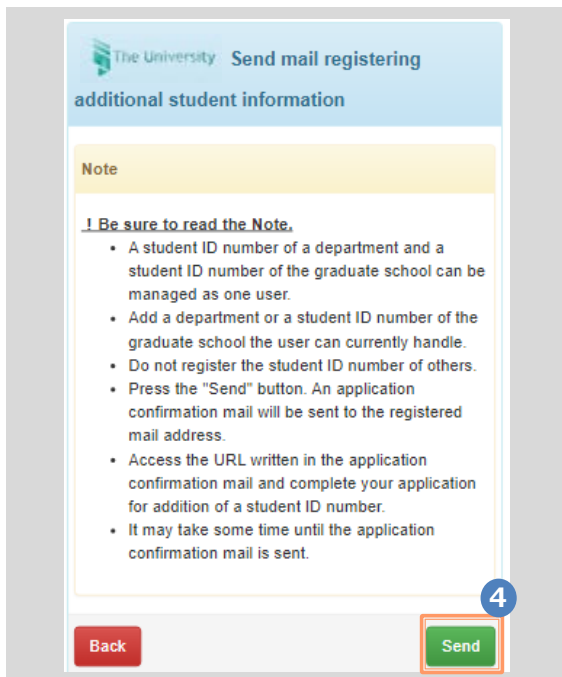 The University Send mail registering
additional student information
Note
! Be sure to read the Note.
• A student ID number of a department and a
student ID number of the graduate school can be
managed as one user.
• Add a department or a student ID number of the
graduate school the user can currently handle.
• Do not register the student ID number of others.
• Press the "Send" button. An application
confirmation mail will be sent to the registered
mail address.
• Access the URL written in the application
confirmation mail and complete your application
for addition of a student ID number.
• It may take some time until the application
confirmation mail is sent.
4
Back Send